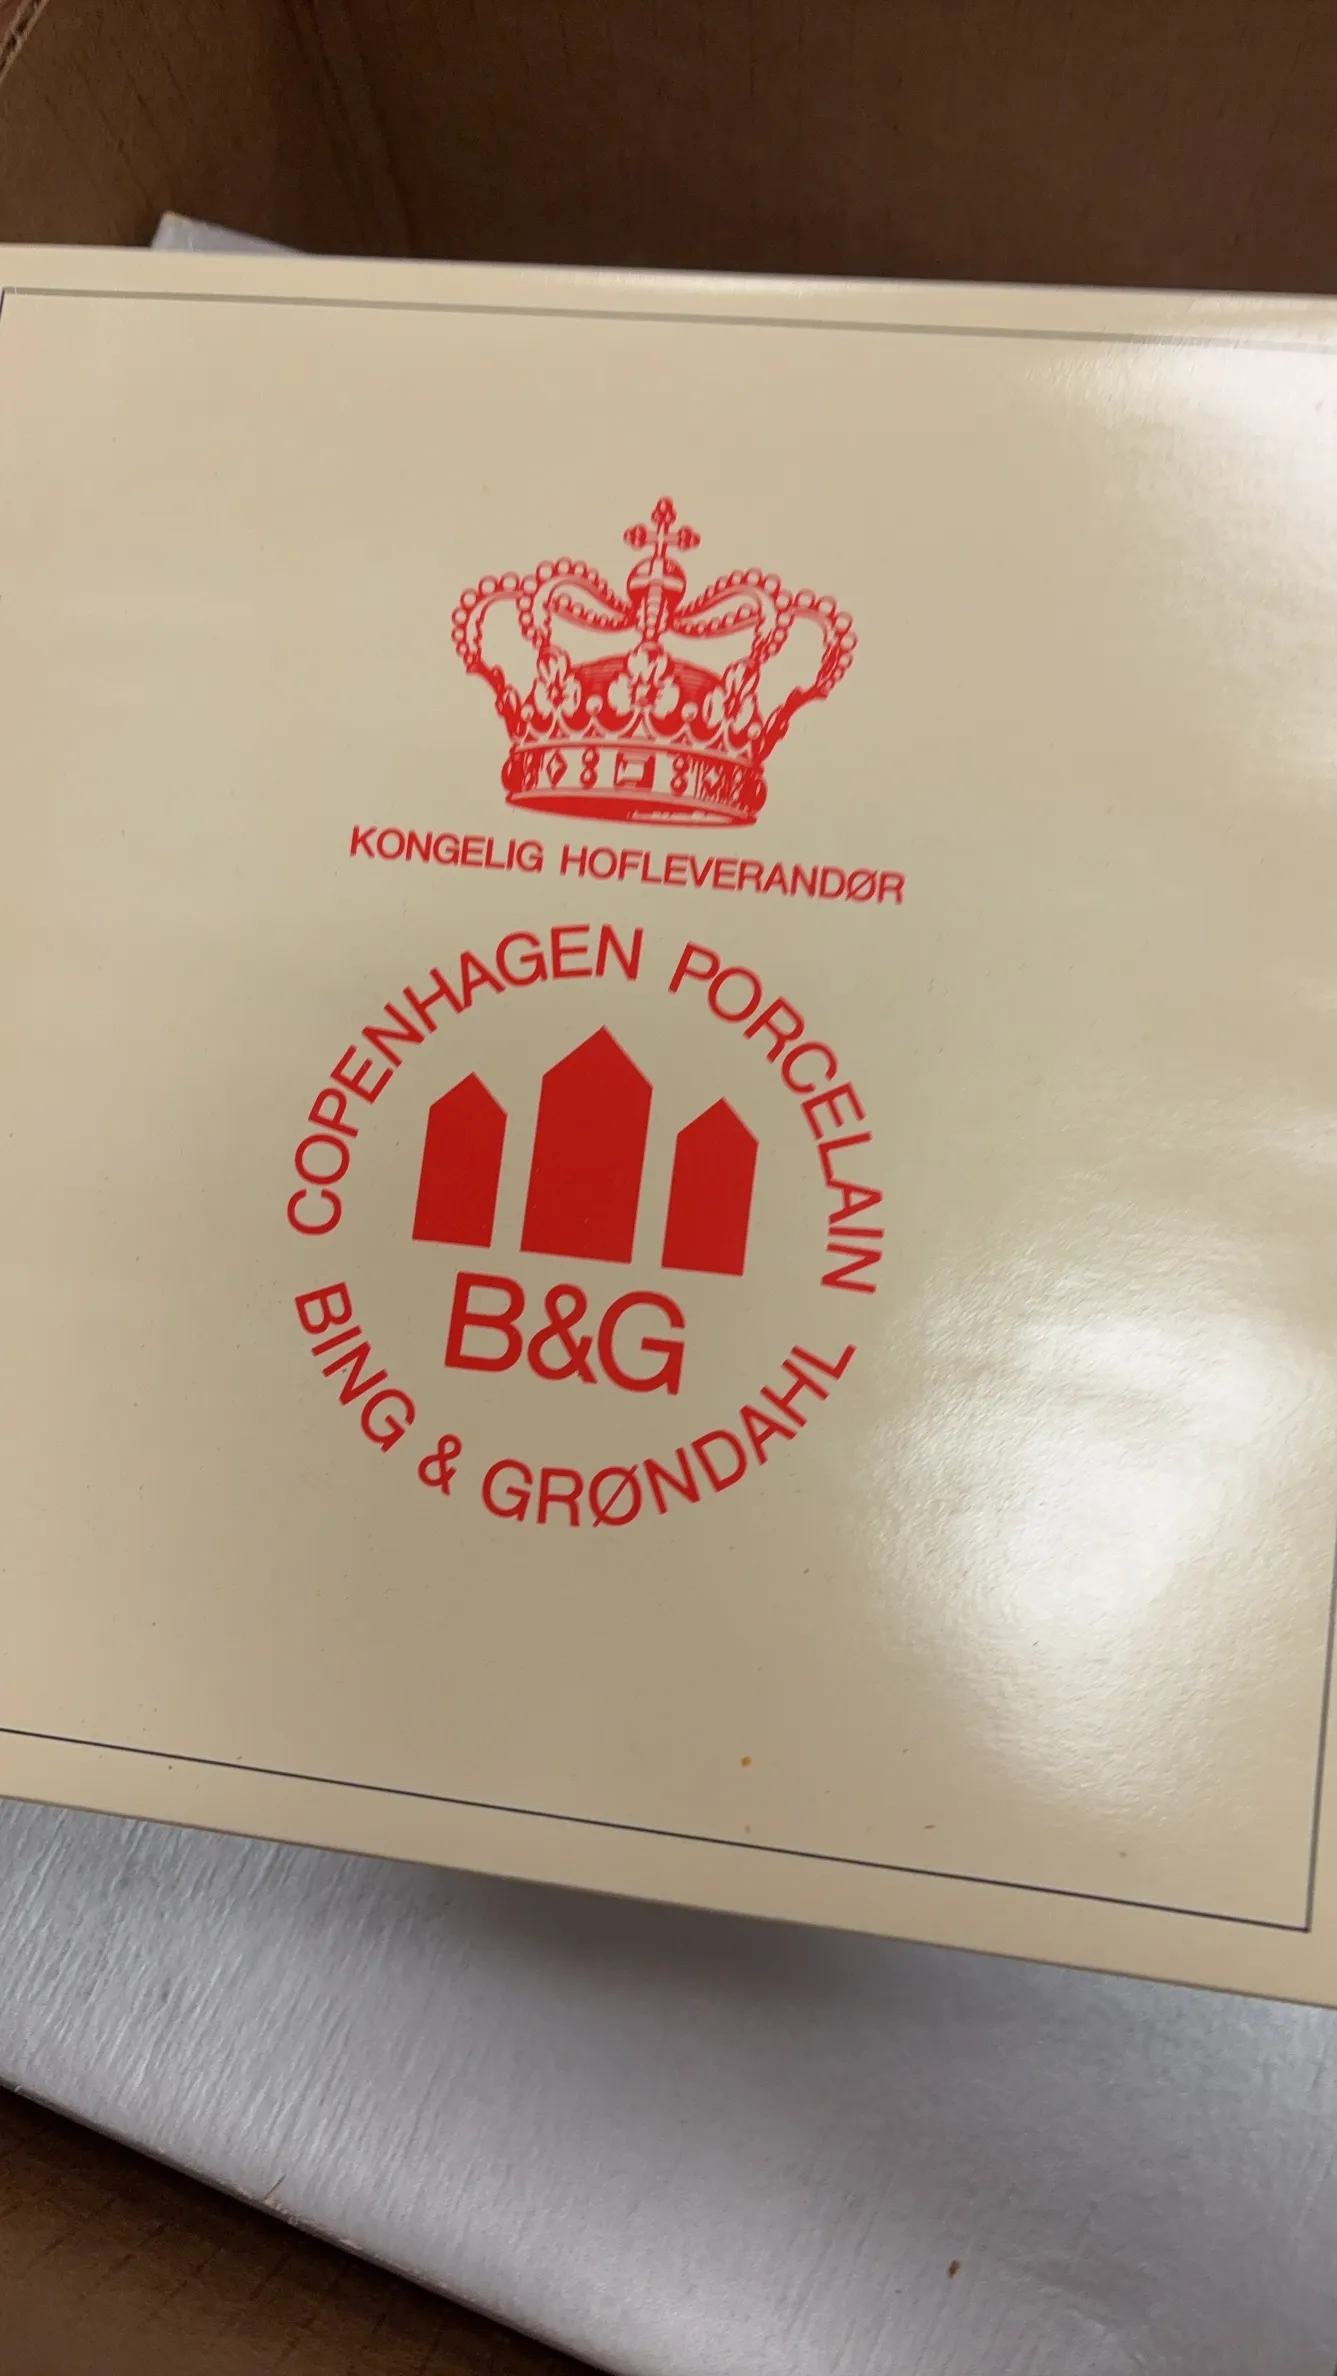 KONGELIG HOFLEVERANDØR
COPENHAGEN PORCELAIN
B&G
BING & GRØNDAHL